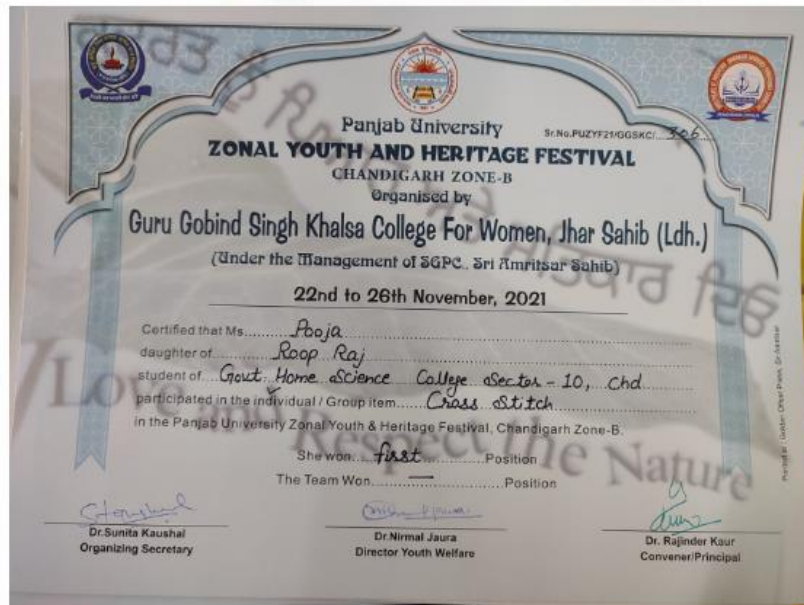 Panjab University
Sr.No.PUZYF21/GGSKC/...306...
ZONAL YOUTH AND HERITAGE FESTIVAL
CHANDIGARH ZONE-B
Organised by
Guru Gobind Singh Khalsa College For Women, Jhar Sahib (Ldh.)
(Under the Management of SGPC.. Sri Amritsar Sahib)
22nd to 26th November, 2021
Certified that Ms.......Pooja
daughter of..........Roop Raj
student of...Govt. Home Science College Sector-10, Chd
participated in the individual / Group item......Cross Stitch
in the Panjab University Zonal Youth & Heritage Festival, Chandigarh Zone-B.
She won....first.......Position
The Team Won.....—..........Position
Love and Respect the Nature
Dr.Sunita Kaushal
Organizing Secretary
Dr.Nirmal Jaura
Director Youth Welfare
Dr. Rajinder Kaur
Convener/Principal